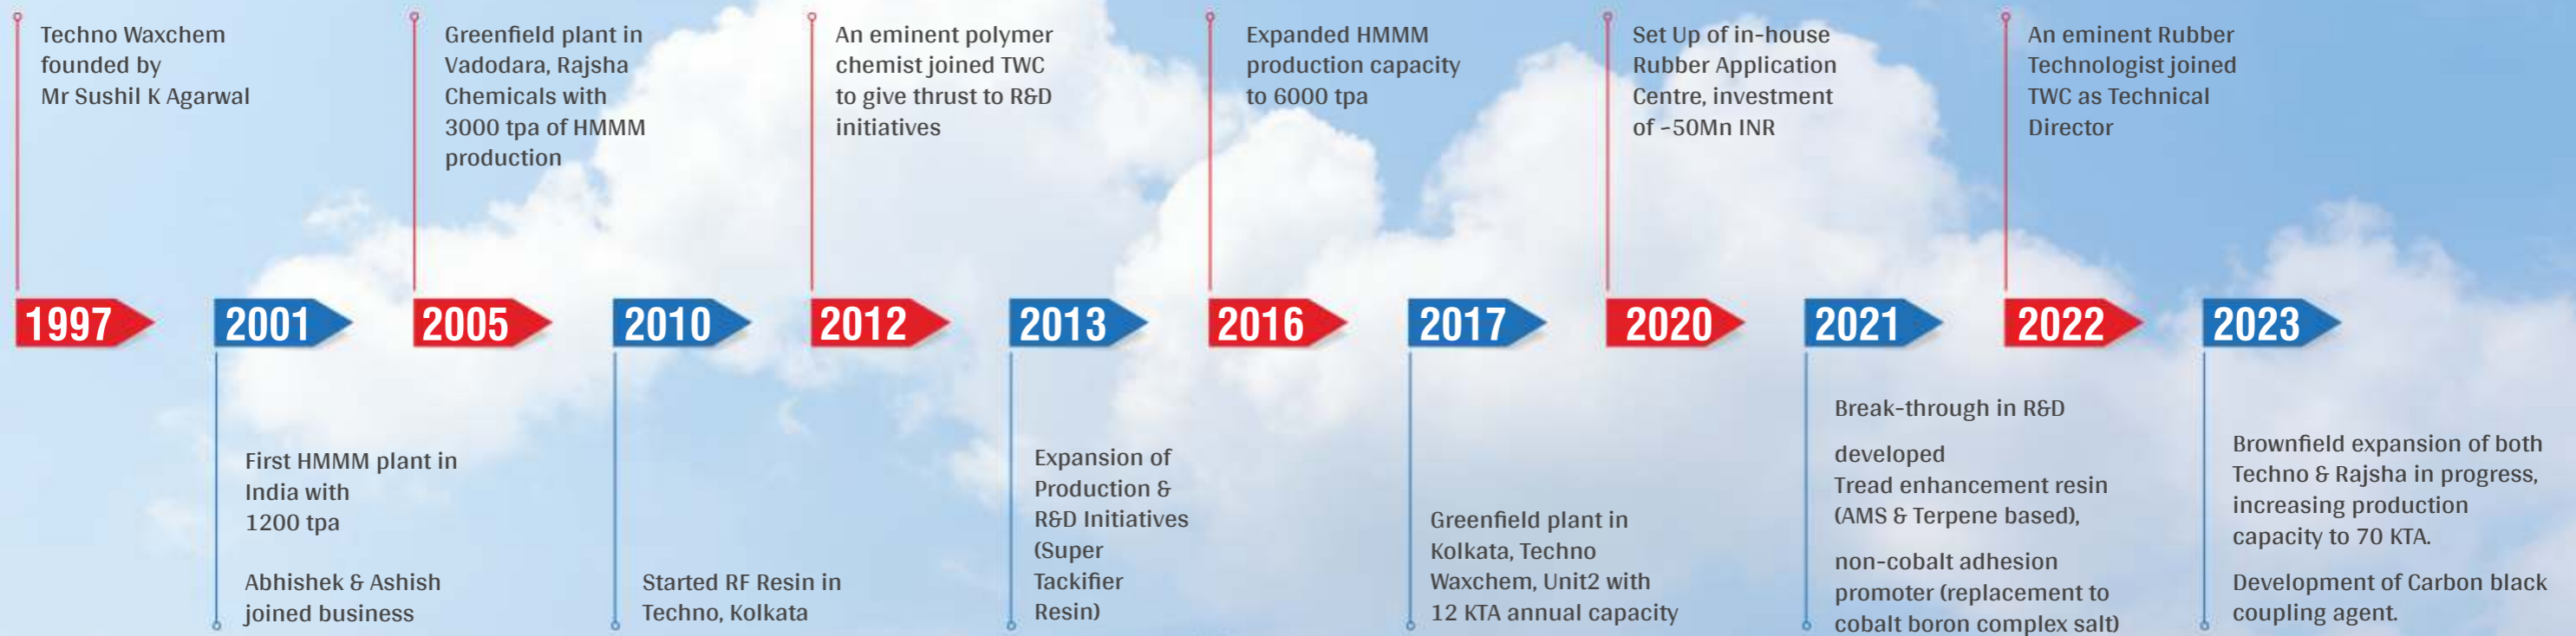 1997
Techno Waxchem
founded by
Mr Sushil K Agarwal
2001
First HMMM plant in
India with
1200 tpa
Abhishek & Ashish
joined business
2005
Greenfield plant in
Vadodara, Rajsha
Chemicals with
3000 tpa of HMMM
production
2010
Started RF Resin in
Techno, Kolkata
2012
An eminent polymer
chemist joined TWC
to give thrust to R&D
initiatives
2013
Expansion of
Production &
R&D Initiatives
(Super
Tackifier
Resin)
2016
Expanded HMMM
production capacity
to 6000 tpa
2017
Greenfield plant in
Kolkata, Techno
Waxchem, Unit2 with
12 KTA annual capacity
2020
Set Up of in-house
Rubber Application
Centre, investment
of ~50Mn INR
2021
Break-through in R&D
developed
Tread enhancement resin
(AMS & Terpene based),
non-cobalt adhesion
promoter (replacement to
cobalt boron complex salt)
2022
An eminent Rubber
Technologist joined
TWC as Technical
Director
2023
Brownfield expansion of both
Techno & Rajsha in progress,
increasing production
capacity to 70 KTA.
Development of Carbon black
coupling agent.